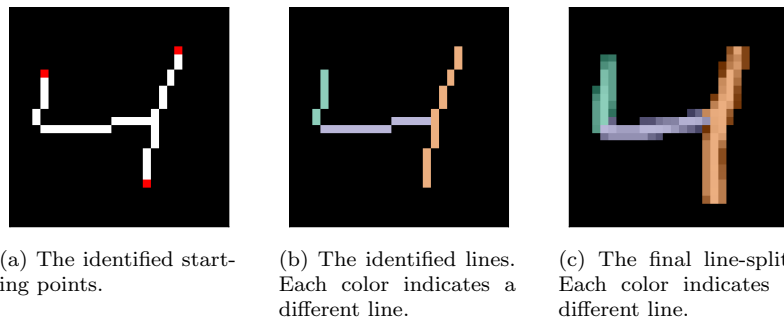 (a) The identified start-
ing points.
(b) The identified lines.
Each color indicates a
different line.
(c) The final line-split
Each color indicates
different line.